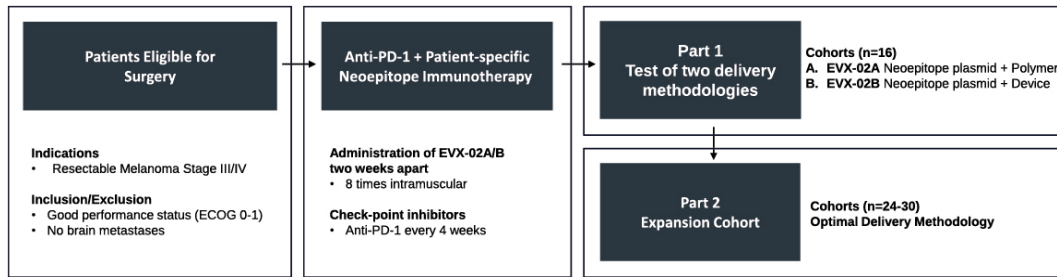 Patients Eligible for
Surgery
Indications
• Resectable Melanoma Stage III/IV
Inclusion/Exclusion
• Good performance status (ECOG 0-1)
• No brain metastases
Anti-PD-1 + Patient-specific
Neoepitope Immunotherapy
Administration of EVX-02A/B
two weeks apart
• 8 times intramuscular
Check-point inhibitors
• Anti-PD-1 every 4 weeks
Part 1
Test of two delivery
methodologies
Cohorts (n=16)
A. EVX-02A Neoepitope plasmid + Polymer
B. EVX-02B Neoepitope plasmid + Device
Part 2
Expansion Cohort
Cohorts (n=24-30)
Optimal Delivery Methodology